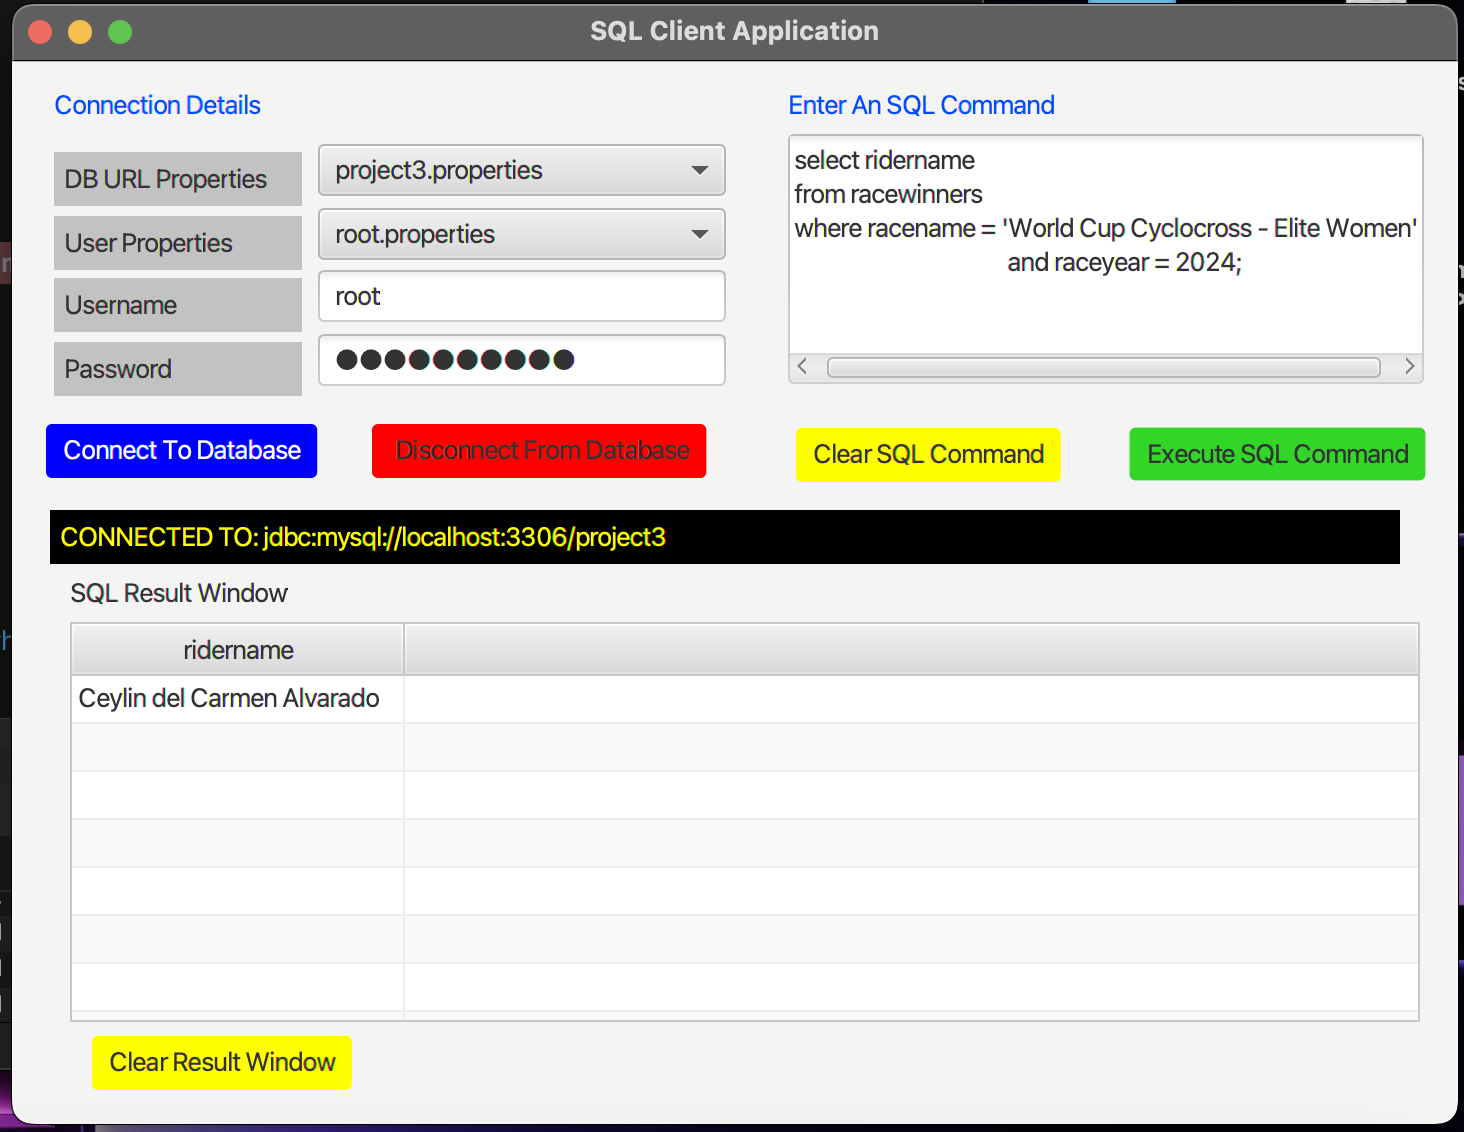 SQL Client Application
Connection Details
DB URL Properties
project3.properties
User Properties
root.properties
Username
root
Password
Connect To Database
Disconnect From Database
Enter An SQL Command
select ridername
from racewinners
where racename = 'World Cup Cyclocross - Elite Women'
and raceyear = 2024;
Clear SQL Command
Execute SQL Command
CONNECTED TO: jdbc:mysql://localhost:3306/project3
SQL Result Window
ridername
Ceylin del Carmen Alvarado
Clear Result Window